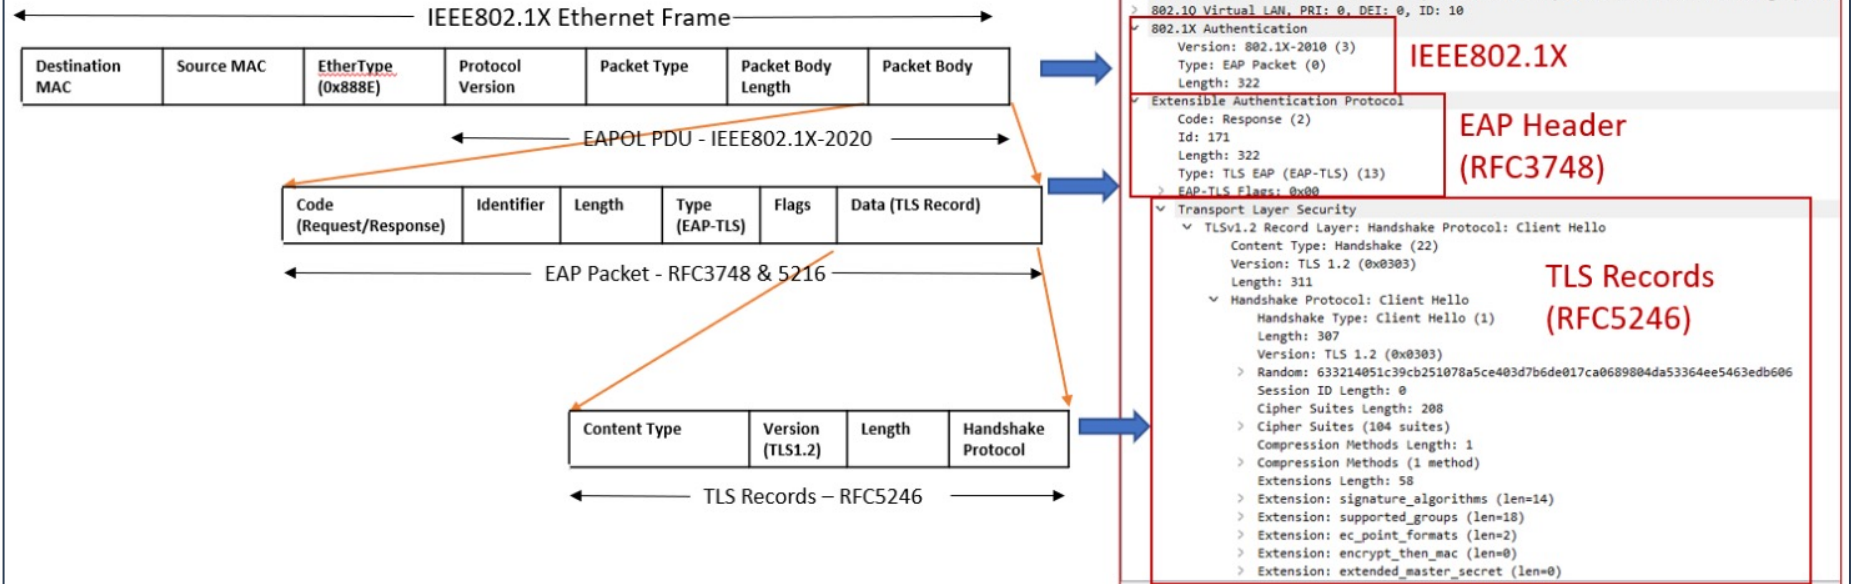 IEEE802.1X Ethernet Frame
Destination MAC
Source MAC
EtherType (0x888E)
Protocol Version
Packet Type
Packet Body Length
Packet Body
EAPOL PDU - IEEE802.1X-2020
Code (Request/Response)
Identifier
Length
Type (EAP-TLS)
Flags
Data (TLS Record)
EAP Packet - RFC3748 & 5216
Content Type
Version (TLS1.2)
Length
Handshake Protocol
TLS Records – RFC5246
802.1Q Virtual LAN, PRI: 0, DEI: 0, ID: 10
802.1X Authentication
Version: 802.1X-2010 (3)
Type: EAP Packet (0)
Length: 322
IEEE802.1X
Extensible Authentication Protocol
Code: Response (2)
Id: 171
Length: 322
Type: TLS EAP (EAP-TLS) (13)
EAP-TLS Flags: 0x00
EAP Header
(RFC3748)
Transport Layer Security
TLSv1.2 Record Layer: Handshake Protocol: Client Hello
Content Type: Handshake (22)
Version: TLS 1.2 (0x0303)
Length: 311
Handshake Protocol: Client Hello
Handshake Type: Client Hello (1)
Length: 307
Version: TLS 1.2 (0x0303)
Random: 633214051c39cb251078a5ce403d7b6de017ca0689804da53364ee5463edb606
Session ID Length: 0
Cipher Suites Length: 208
Cipher Suites (104 suites)
Compression Methods Length: 1
Compression Methods (1 method)
Extensions Length: 58
Extension: signature_algorithms (len=14)
Extension: supported_groups (len=18)
Extension: ec_point_formats (len=2)
Extension: encrypt_then_mac (len=0)
Extension: extended_master_secret (len=0)
TLS Records
(RFC5246)